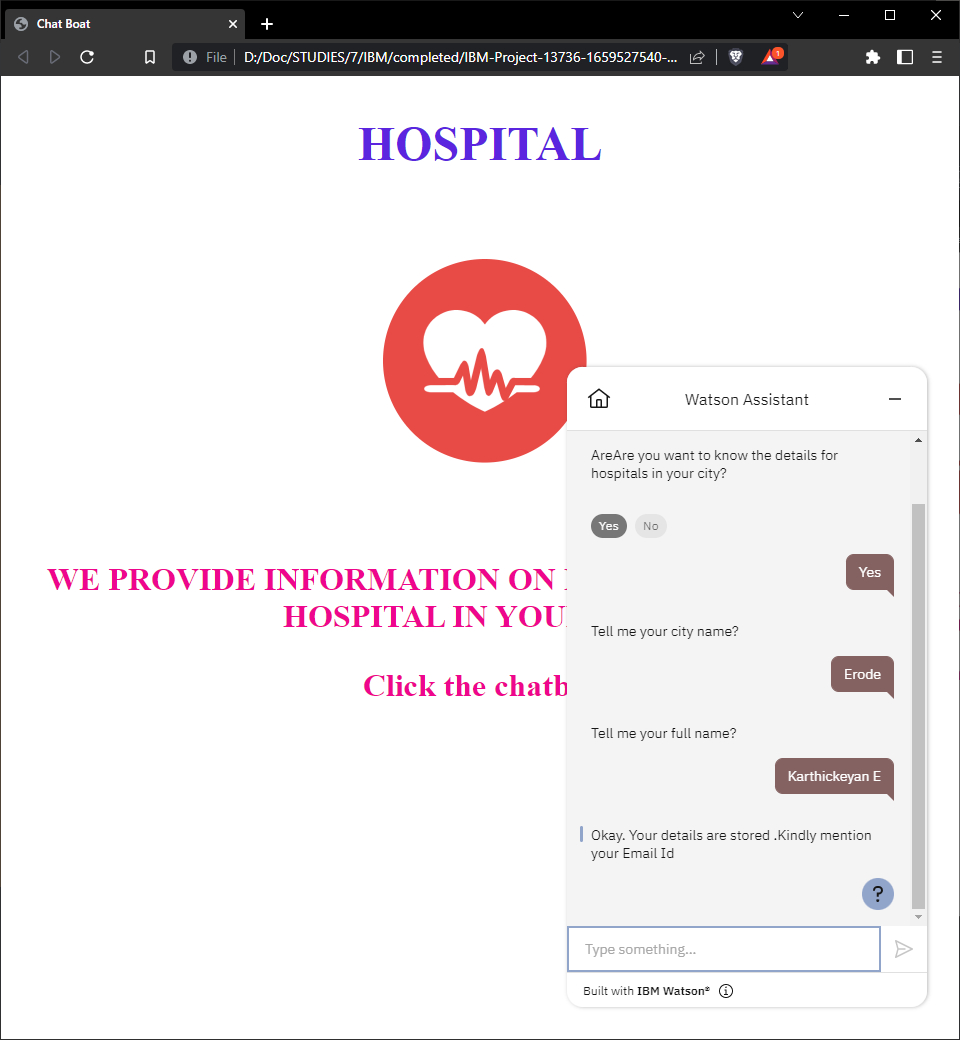 Chat Boat
File
D:/Doc/STUDIES/7/IBM/completed/IBM-Project-13736-1659527540-...
1
HOSPITAL
WE PROVIDE INFORMATION ON
HOSPITAL IN YOU
Click the chatb
Watson Assistant
AreAre you want to know the details for
hospitals in your city?
Yes
No
Yes
Tell me your city name?
Erode
Tell me your full name?
Karthickeyan E
Okay. Your details are stored .Kindly mention
your Email Id
?
Type something...
Built with IBM Watson®